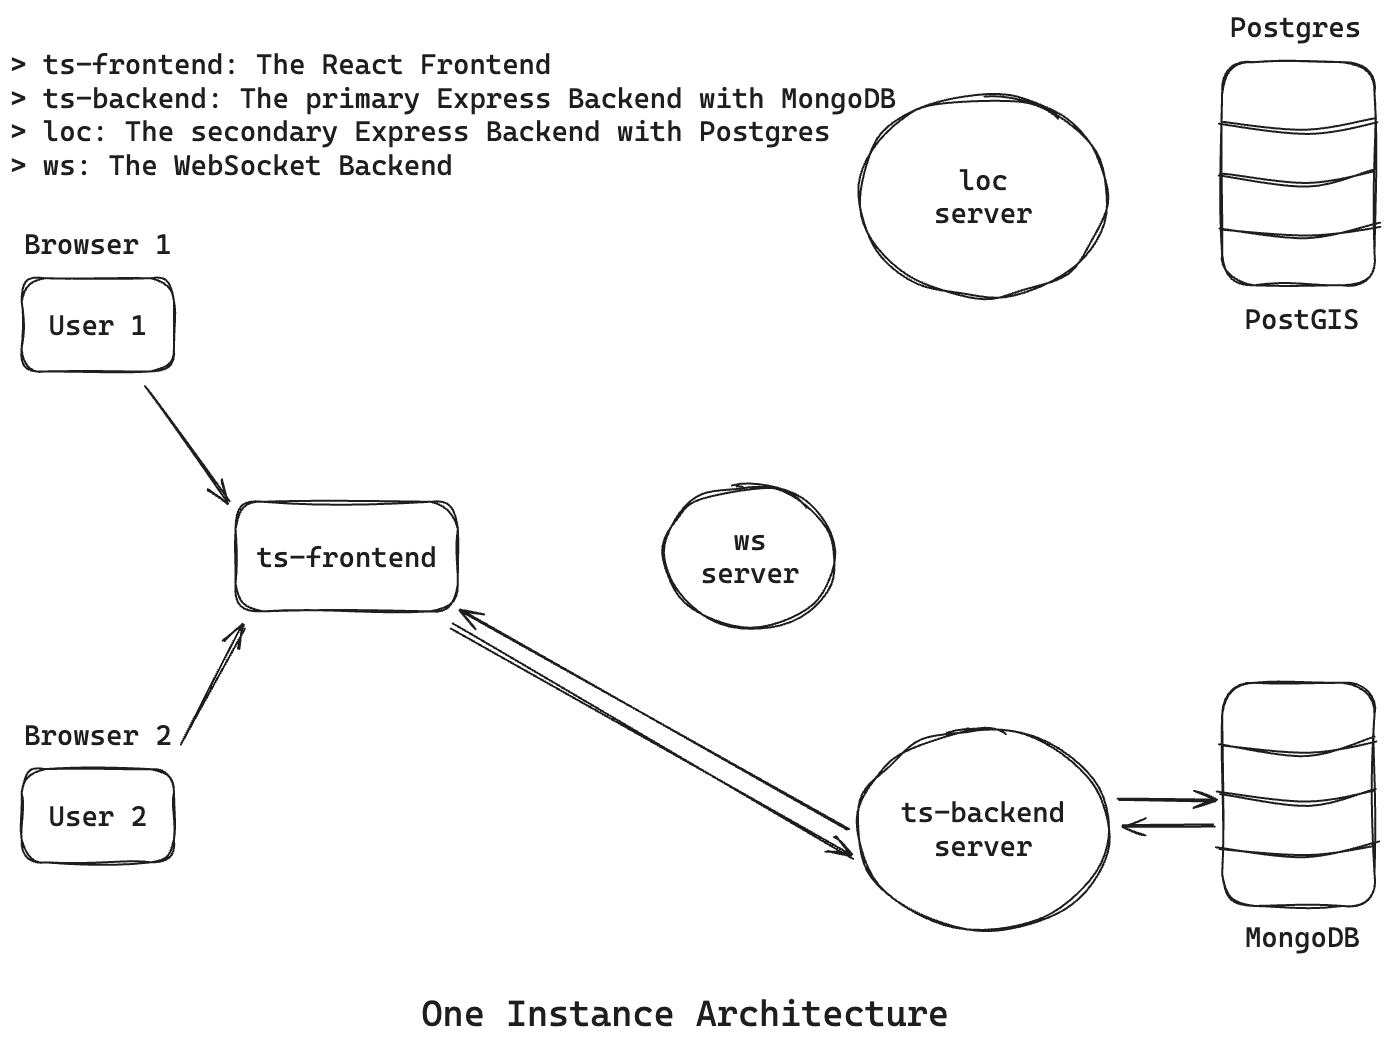 Postgres
> ts-frontend: The React Frontend
> ts-backend: The primary Express Backend with MongoDB
> loc: The secondary Express Backend with Postgres
> ws: The WebSocket Backend
loc
server
Browser 1
User 1
PostGIS
ts-frontend
ws
server
Browser 2
User 2
ts-backend
server
MongoDB
One Instance Architecture